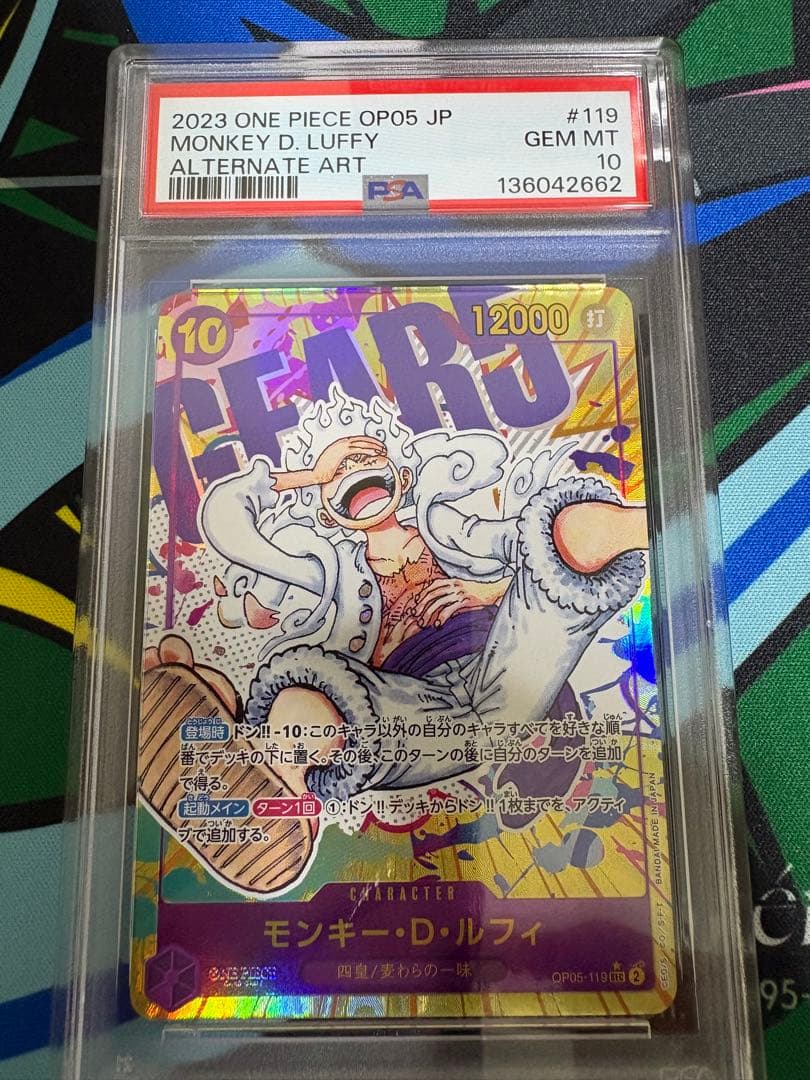 2023 ONE PIECE OP05 JP #119
MONKEY D. LUFFY GEM MT
ALTERNATE ART 10
PSA 136042662
10 12000 打
GEAR5
登場時 ドン!!-10:このキャラ以外の自分のキャラすべてを好きな順
番でデッキの下に置く。その後、このターンの後に自分のターンを追加
で得る。
起動メイン ターン1回 ①:ドン!!デッキからドン!!1枚までを、アクティ
ブで追加する。
CHARACTER
モンキー・D・ルフィ
ONE PIECE
CARD GAME
四皇/麦わらの一味
OP05-119 SEC 2
BANDAI MADE IN JAPAN
95-